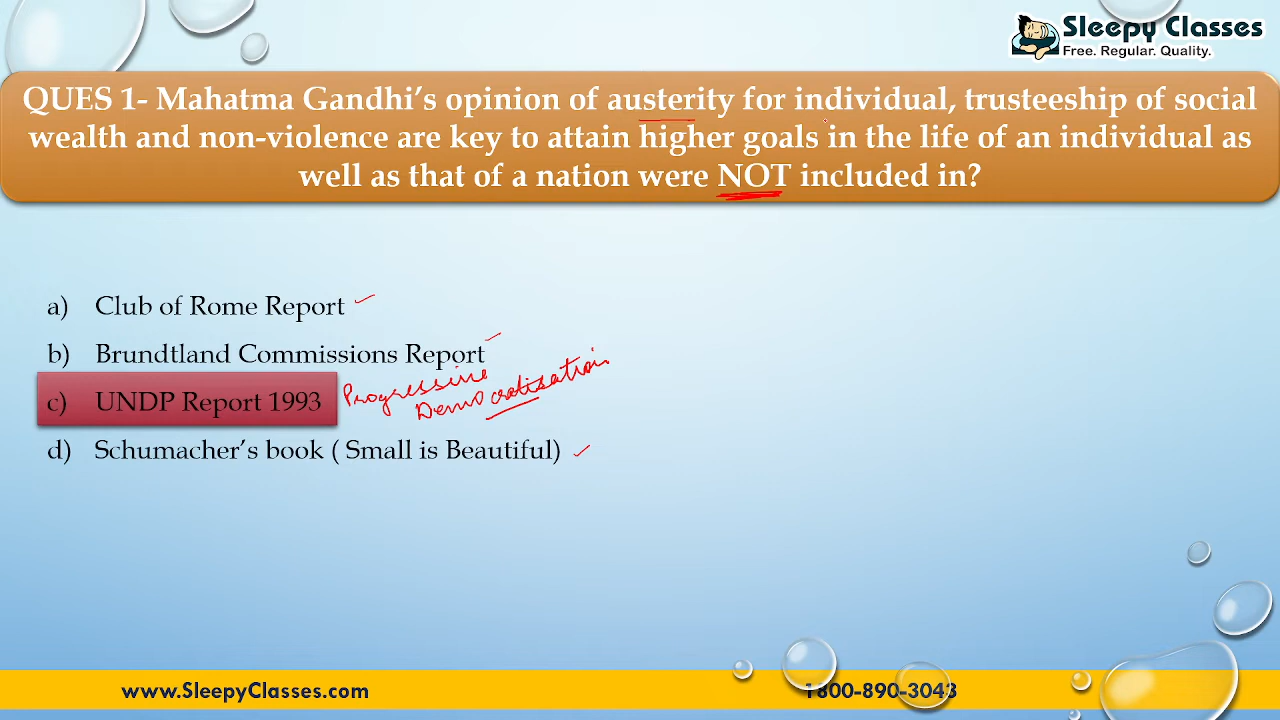 Sleepy Classes
Free. Regular. Quality.
QUES 1- Mahatma Gandhi's opinion of austerity for individual, trusteeship of social
wealth and non-violence are key to attain higher goals in the life of an individual as
well as that of a nation were NOT included in?
a) Club of Rome Report
b) Brundtland Commissions Report
c) UNDP Report 1993
Progressive
Democratisation
d) Schumacher's book ( Small is Beautiful)
www.SleepyClasses.com
1800-890-3043